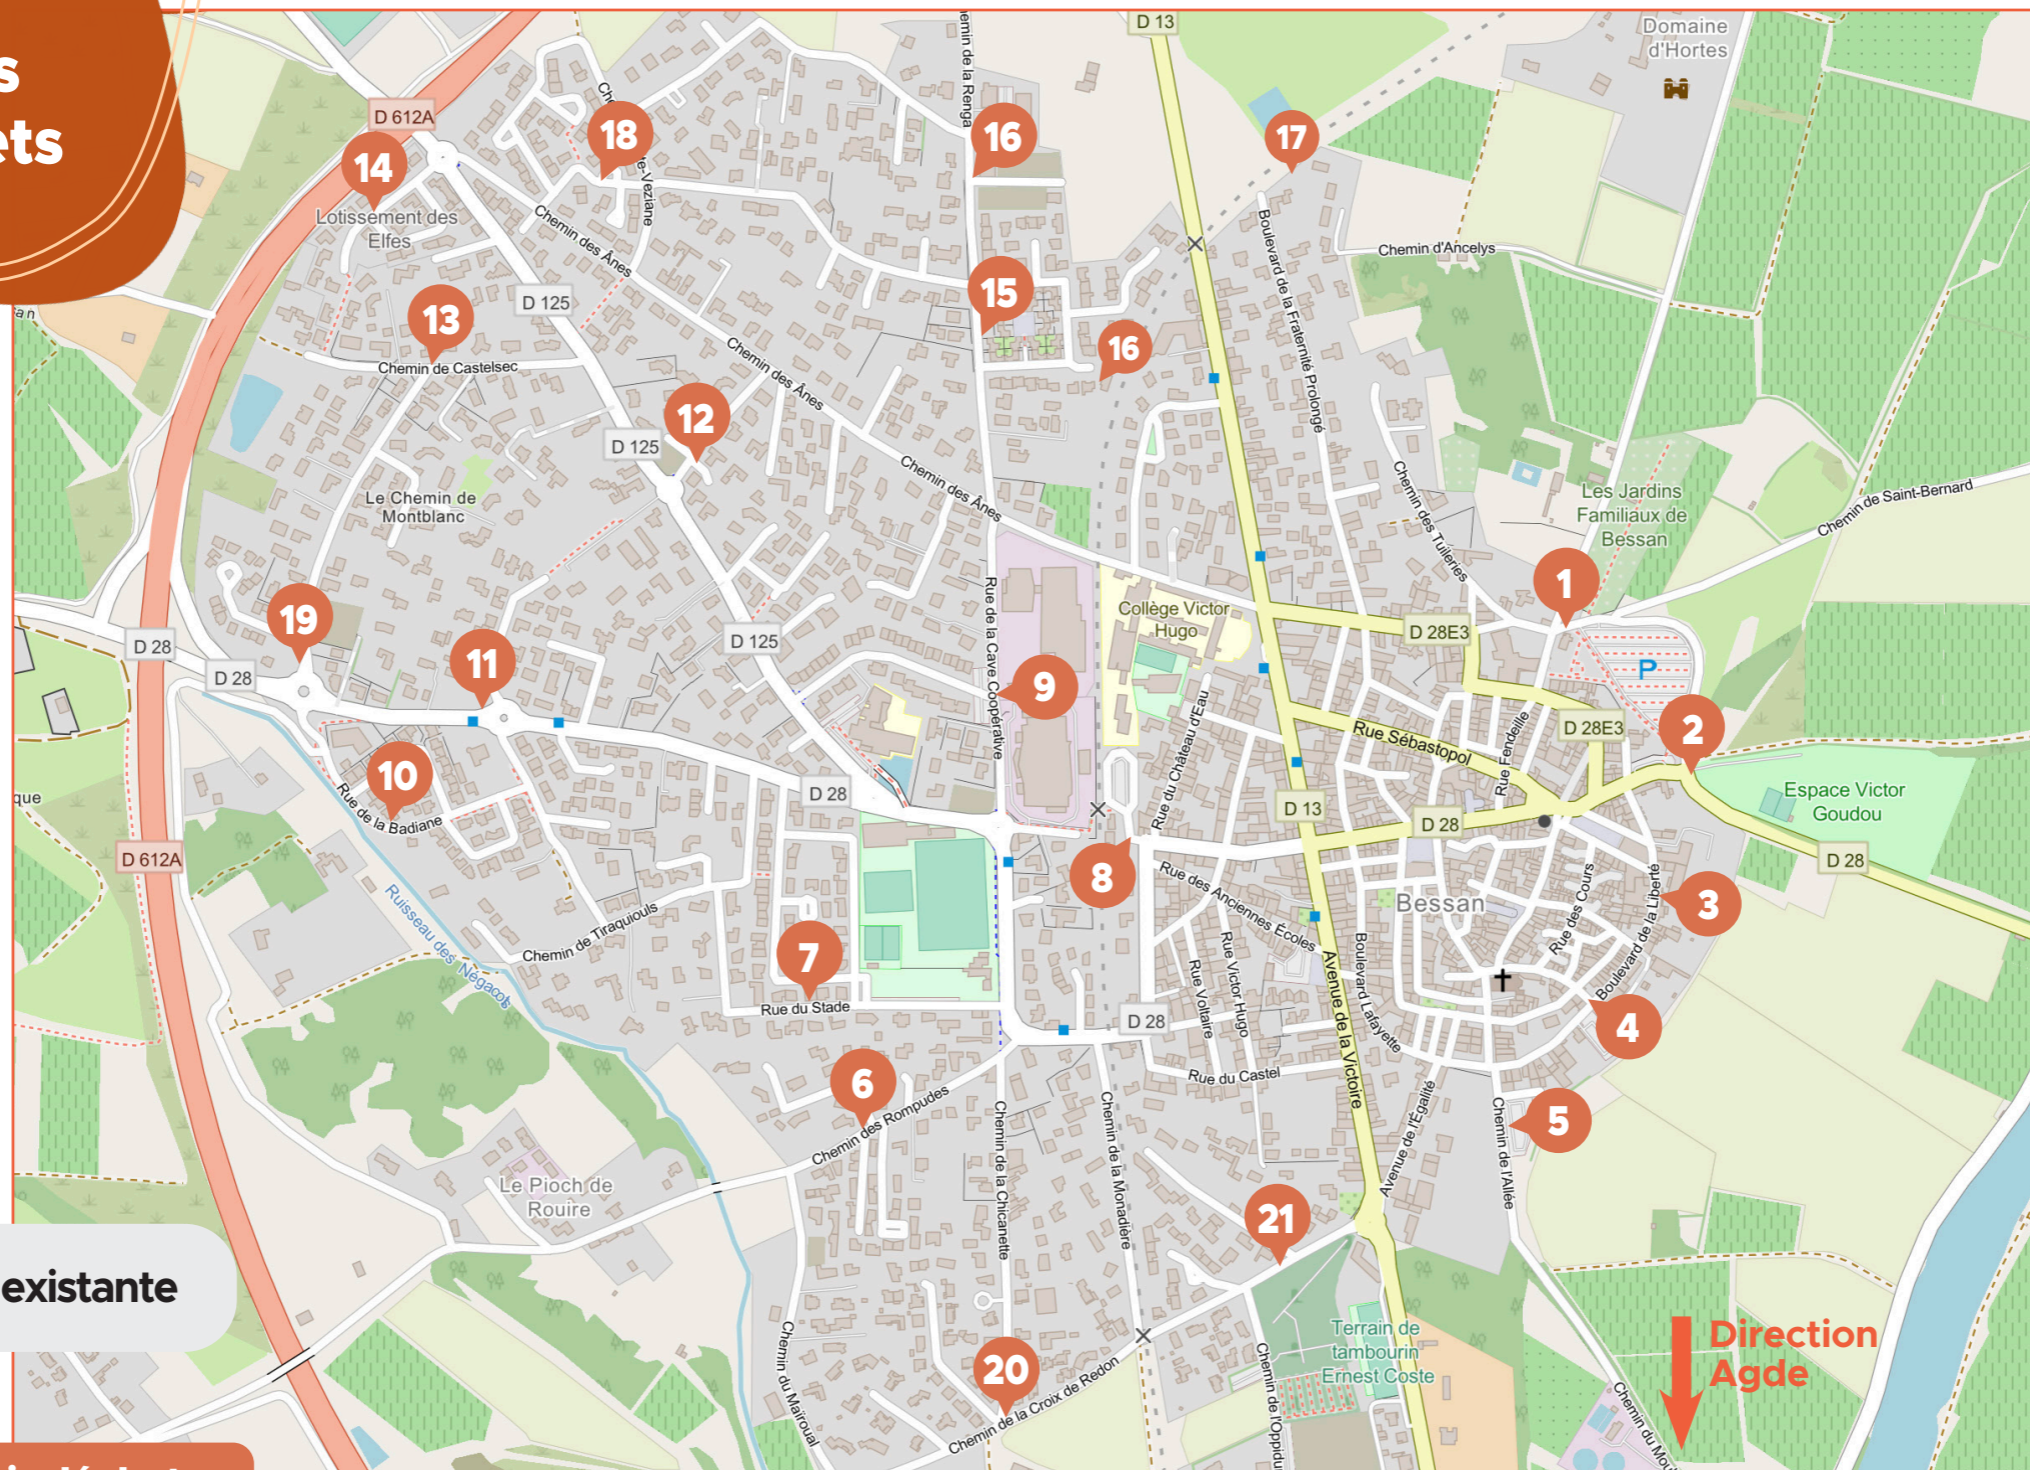 D 13
Domaine
d'Hortes
D 612A
14
18
16
17
Lotissement des
Elfes
Chemin des Ânes
Boulevard de la Fraternité Prolongé
Chemin d'Ancelys
D 125
13
15
16
Chemin de Castelsec
Chemin des Ânes
12
D 125
Le Chemin de
Montblanc
Chemin des Ânes
Chemin des Tuileries
Les Jardins
Familiaux de
Bessan
Chemin de Saint-Bernard
1
19
11
D 28
D 28
D 125
Rue de la Cave Coopérative
9
Collège Victor
Hugo
D 28E3
P
2
D 28E3
Rue Sébastopol
Rue Fendeille
Rue du Château d'Eau
10
Rue de la Badiane
D 28
D 13
D 28
Espace Victor
Goudou
D 28
D 612A
que
8
Rue des Anciennes Écoles
Bessan
3
Rue des Cours
Boulevard de la Liberté
Ruisseau des Négacats
Chemin de Tiraquiouls
7
Rue du Stade
D 28
Rue Voltaire
Rue Victor Hugo
Avenue de la Victoire
Boulevard Lafayette
4
6
Chemin des Rompudes
Rue du Castel
Avenue de l'Égalité
Chemin de l'Allée
5
Chemin de la Chicanette
Chemin de la Monadière
Le Pioch de
Rouire
21
existante
20
Chemin de la Croix de Redon
Chemin du Mairoual
Chemin de l'Oppidu
Terrain de
tambourin
Ernest Coste
Direction
Agde
Chemin du Mou